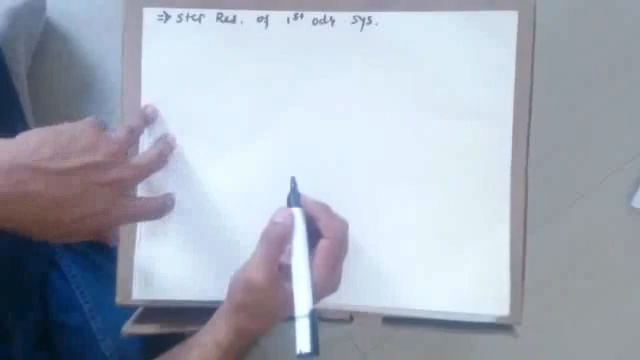 ⇒ Step Res. of 1st odr sys.